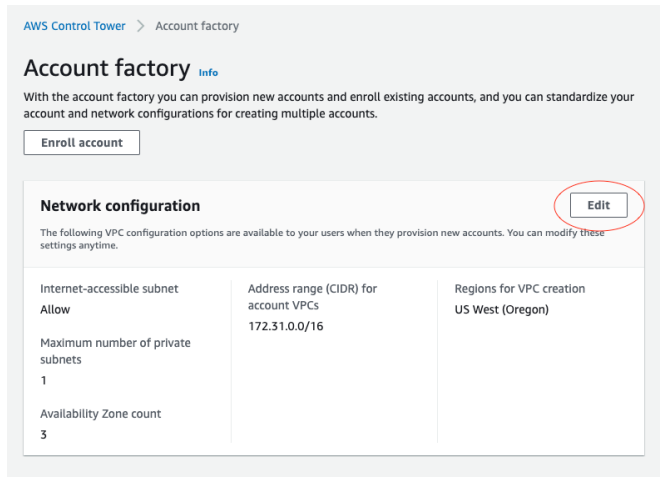 AWS Control Tower > Account factory
Account factory Info
With the account factory you can provision new accounts and enroll existing accounts, and you can standardize your
account and network configurations for creating multiple accounts.
Enroll account
Network configuration
Edit
The following VPC configuration options are available to your users when they provision new accounts. You can modify these
settings anytime.
Internet-accessible subnet
Allow
Maximum number of private
subnets
1
Availability Zone count
3
Address range (CIDR) for
account VPCs
172.31.0.0/16
Regions for VPC creation
US West (Oregon)